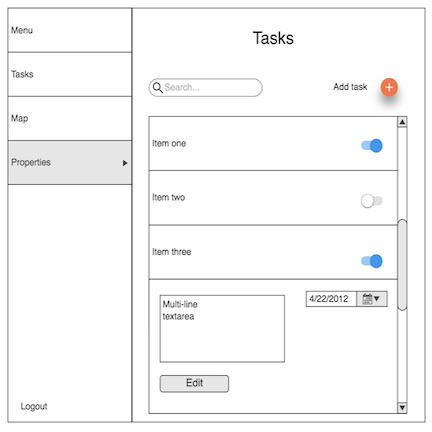 Menu
Tasks
Map
Properties
Logout
Tasks
Search...
Add task
+
Item one
Item two
Item three
Multi-line
textarea
4/22/2012
Edit